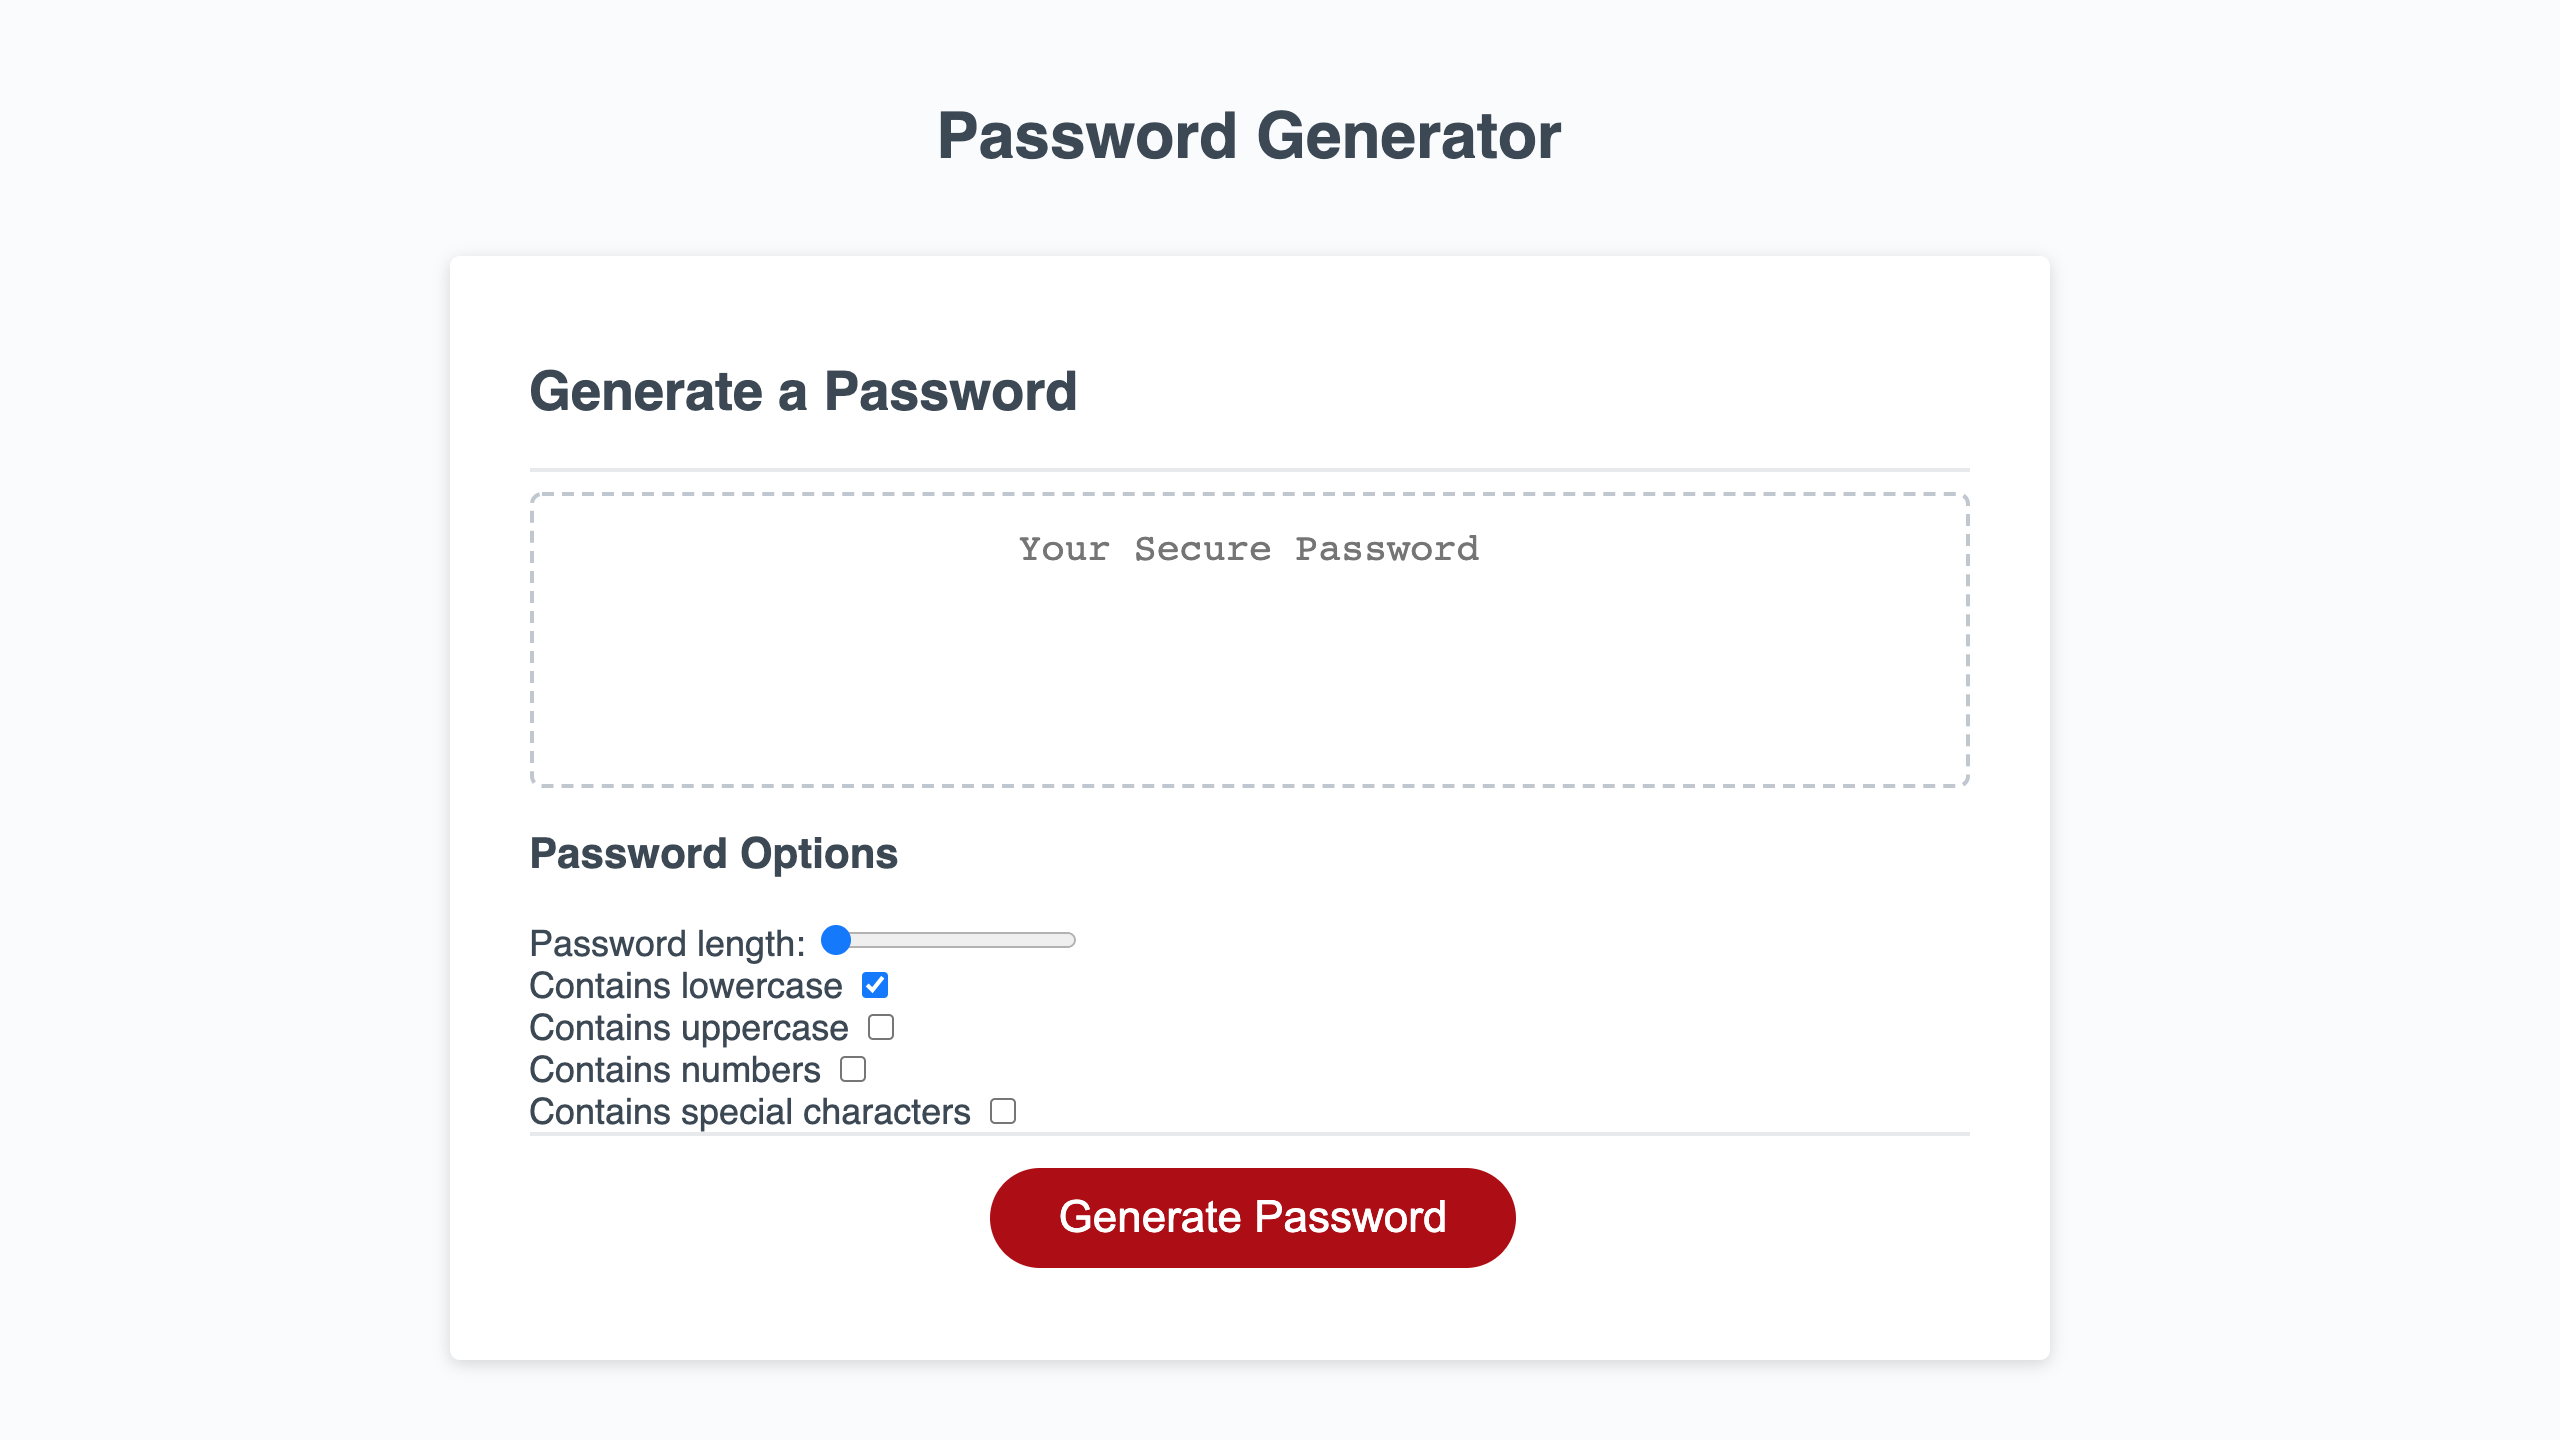 Password Generator
Generate a Password
Your Secure Password
Password Options
Password length:
Contains lowercase
Contains uppercase
Contains numbers
Contains special characters
Generate Password